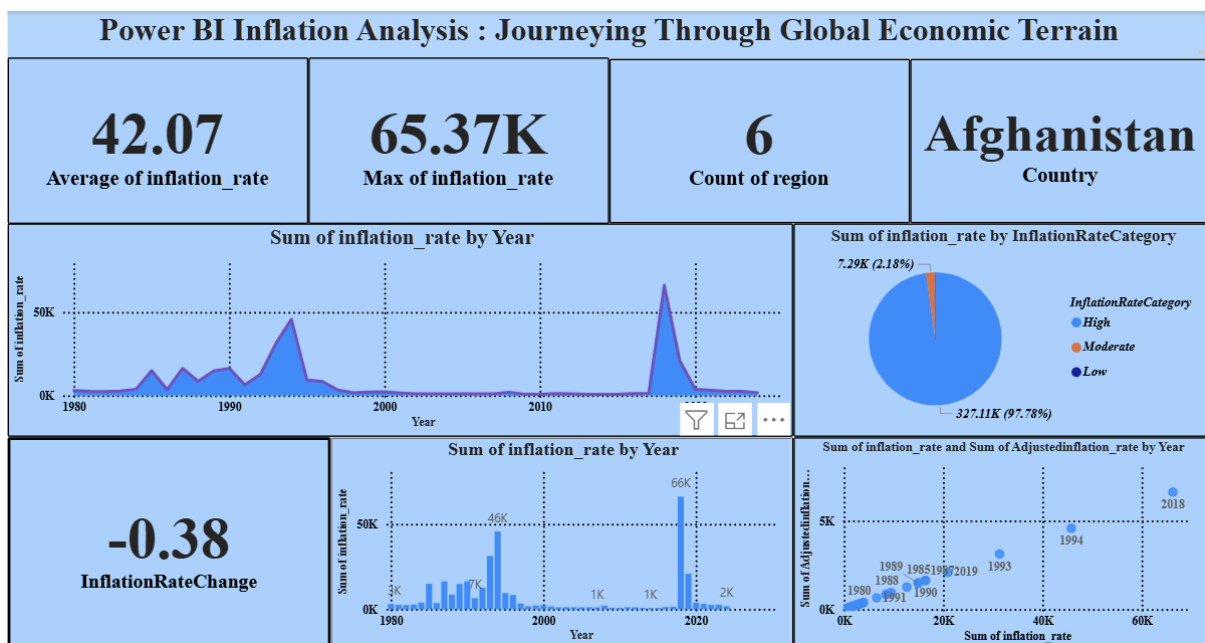 Power BI Inflation Analysis : Journeying Through Global Economic Terrain
42.07
Average of inflation_rate
65.37K
Max of inflation_rate
6
Count of region
Afghanistan
Country
Sum of inflation_rate by Year
Sum of inflation_rate
50K
0K
1980
1990
2000
2010
Year
Sum of inflation_rate by InflationRateCategory
7.29K (2.18%)
327.11K (97.78%)
InflationRateCategory
High
Moderate
Low
-0.38
InflationRateChange
Sum of inflation_rate by Year
Sum of inflation_rate
50K
0K
3K
7K
46K
1K
1K
66K
2K
1980
2000
2020
Year
Sum of inflation_rate and Sum of Adjustedinflation_rate by Year
Sum of Adjustedinflation...
5K
0K
2018
1994
1993
2019
1987
1985
1989
1990
1988
1991
1980
0K
20K
40K
60K
Sum of inflation_rate